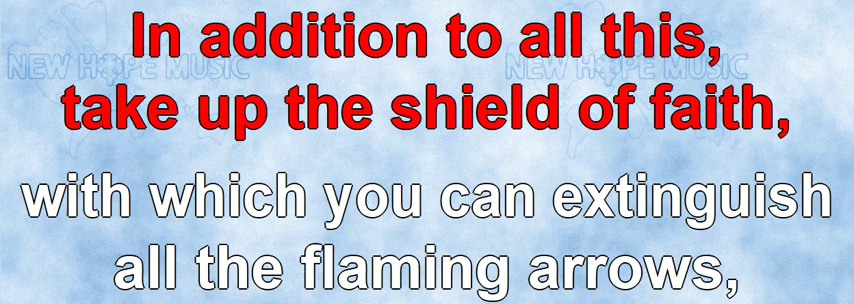 In addition to all this,
NEW HOPE MUSIC NEW HOPE MUSIC
take up the shield of faith,
with which you can extinguish
all the flaming arrows,